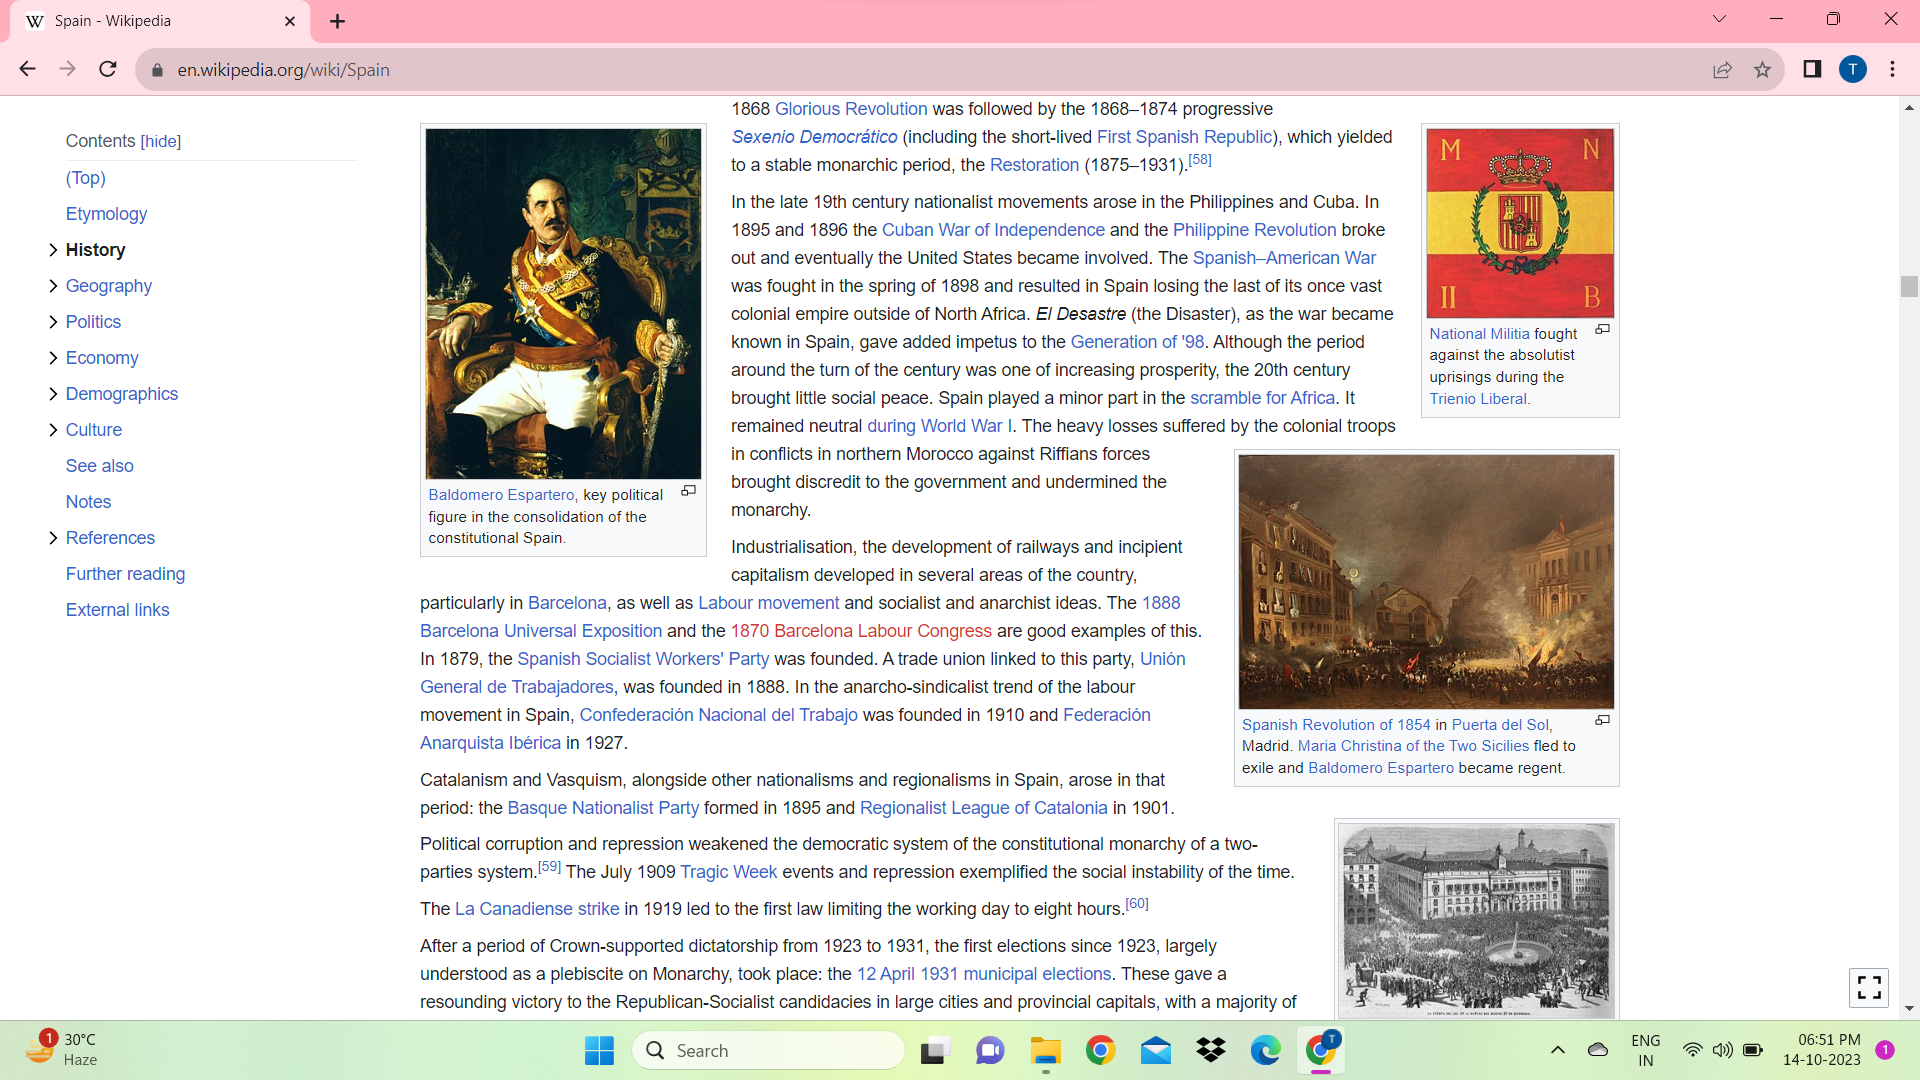 Spain - Wikipedia
en.wikipedia.org/wiki/Spain
T
Contents [hide]
(Top)
Etymology
History
Geography
Politics
Economy
Demographics
Culture
See also
Notes
References
Further reading
External links
Baldomero Espartero, key political
figure in the consolidation of the
constitutional Spain.
1868 Glorious Revolution was followed by the 1868–1874 progressive
Sexenio Democrático (including the short-lived First Spanish Republic), which yielded
to a stable monarchic period, the Restoration (1875–1931).[58]
In the late 19th century nationalist movements arose in the Philippines and Cuba. In
1895 and 1896 the Cuban War of Independence and the Philippine Revolution broke
out and eventually the United States became involved. The Spanish–American War
was fought in the spring of 1898 and resulted in Spain losing the last of its once vast
colonial empire outside of North Africa. El Desastre (the Disaster), as the war became
known in Spain, gave added impetus to the Generation of '98. Although the period
around the turn of the century was one of increasing prosperity, the 20th century
brought little social peace. Spain played a minor part in the scramble for Africa. It
remained neutral during World War I. The heavy losses suffered by the colonial troops
in conflicts in northern Morocco against Riffians forces
brought discredit to the government and undermined the
monarchy.
Industrialisation, the development of railways and incipient
capitalism developed in several areas of the country,
particularly in Barcelona, as well as Labour movement and socialist and anarchist ideas. The 1888
Barcelona Universal Exposition and the 1870 Barcelona Labour Congress are good examples of this.
In 1879, the Spanish Socialist Workers' Party was founded. A trade union linked to this party, Unión
General de Trabajadores, was founded in 1888. In the anarcho-sindicalist trend of the labour
movement in Spain, Confederación Nacional del Trabajo was founded in 1910 and Federación
Anarquista Ibérica in 1927.
Catalanism and Vasquism, alongside other nationalisms and regionalisms in Spain, arose in that
period: the Basque Nationalist Party formed in 1895 and Regionalist League of Catalonia in 1901.
Political corruption and repression weakened the democratic system of the constitutional monarchy of a two-
parties system.[59] The July 1909 Tragic Week events and repression exemplified the social instability of the time.
The La Canadiense strike in 1919 led to the first law limiting the working day to eight hours.[60]
After a period of Crown-supported dictatorship from 1923 to 1931, the first elections since 1923, largely
understood as a plebiscite on Monarchy, took place: the 12 April 1931 municipal elections. These gave a
resounding victory to the Republican-Socialist candidacies in large cities and provincial capitals, with a majority of
M N
II B
National Militia fought
against the absolutist
uprisings during the
Trienio Liberal.
Spanish Revolution of 1854 in Puerta del Sol,
Madrid. Maria Christina of the Two Sicilies fled to
exile and Baldomero Espartero became regent.
1
30°C
Haze
Search
T
ENG
IN
06:51 PM
14-10-2023
1